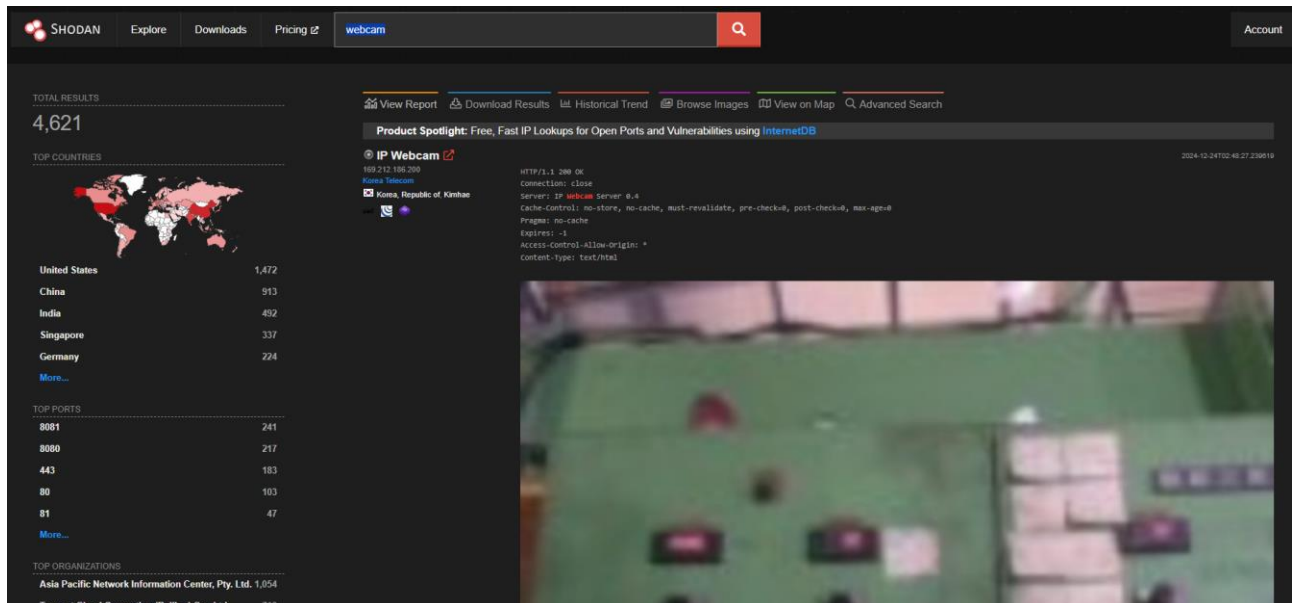 SHODAN Explore Downloads Pricing webcam Account
TOTAL RESULTS
4,621
TOP COUNTRIES
United States 1,472
China 913
India 492
Singapore 337
Germany 224
More...
TOP PORTS
8081 241
8080 217
443 183
80 103
81 47
More...
TOP ORGANIZATIONS
Asia Pacific Network Information Center, Pty. Ltd. 1,054
View Report Download Results Historical Trend Browse Images View on Map Advanced Search
Product Spotlight: Free, Fast IP Lookups for Open Ports and Vulnerabilities using InternetDB
IP Webcam
169.212.186.200
Korea Telecom
Korea, Republic of, Kimhae
2024-12-24T02:48:27.239819
HTTP/1.1 200 OK
Connection: close
Server: IP Webcam Server 0.4
Cache-Control: no-store, no-cache, must-revalidate, pre-check=0, post-check=0, max-age=0
Pragma: no-cache
Expires: -1
Access-Control-Allow-Origin: *
Content-Type: text/html